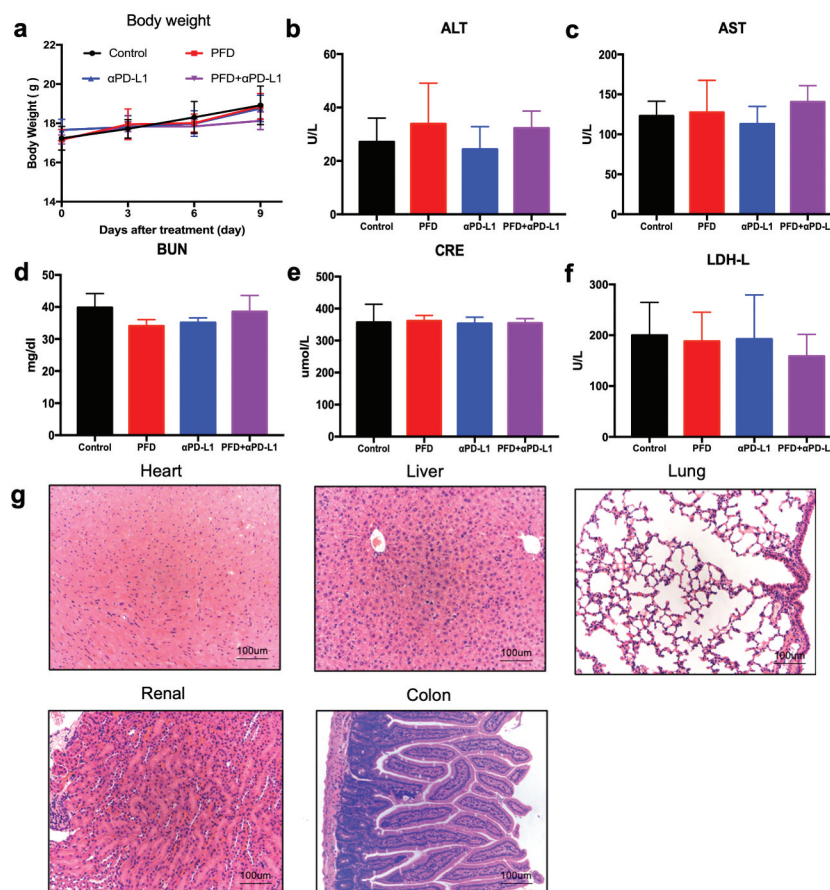 a
Body weight
Control
PFD
αPD-L1
PFD+αPD-L1
Body Weight ( g )
18
16
14
22
20
0
3
6
9
Days after treatment (day)
b
ALT
U/L
60
40
20
0
Control
PFD
αPD-L1
PFD+αPD-L1
c
AST
U/L
200
150
100
50
0
Control
PFD
αPD-L1
PFD+αPD-L
d
BUN
mg/dl
50
40
30
20
10
0
Control
PFD
αPD-L1
PFD+αPD-L1
e
CRE
umol/L
500
400
300
200
100
0
Control
PFD
αPD-L1
PFD+αPD-L1
f
LDH-L
U/L
300
200
100
0
Control
PFD
αPD-L1
PFD+αPD-L
g
Heart
100um
Liver
100um
Lung
100um
Renal
100um
Colon
100um